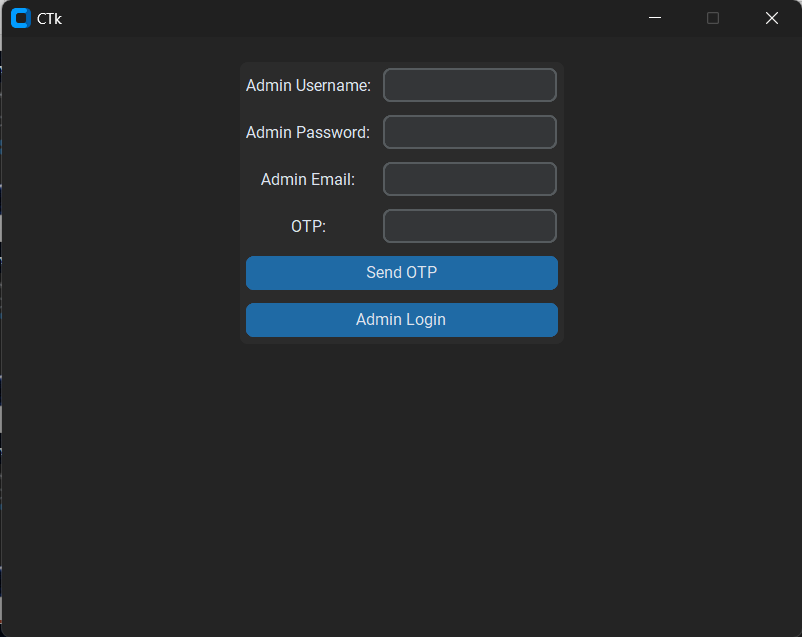 CTk
Admin Username:
Admin Password:
Admin Email:
OTP:
Send OTP
Admin Login